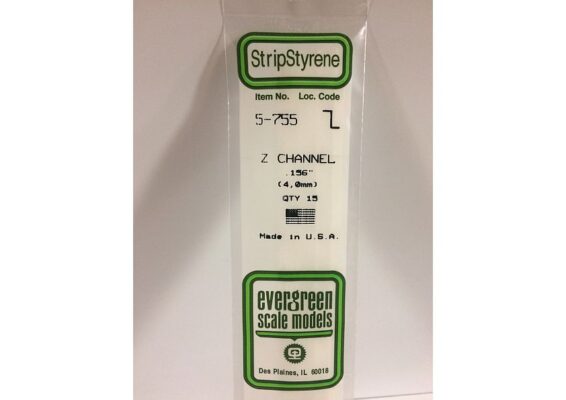 StripStyrene
Item No. Loc. Code
5-755
Z CHANNEL
.156"
(4,0mm)
QTY 15
Made in U.S.A.
evergreen
scale models
Des Plaines, IL 60018